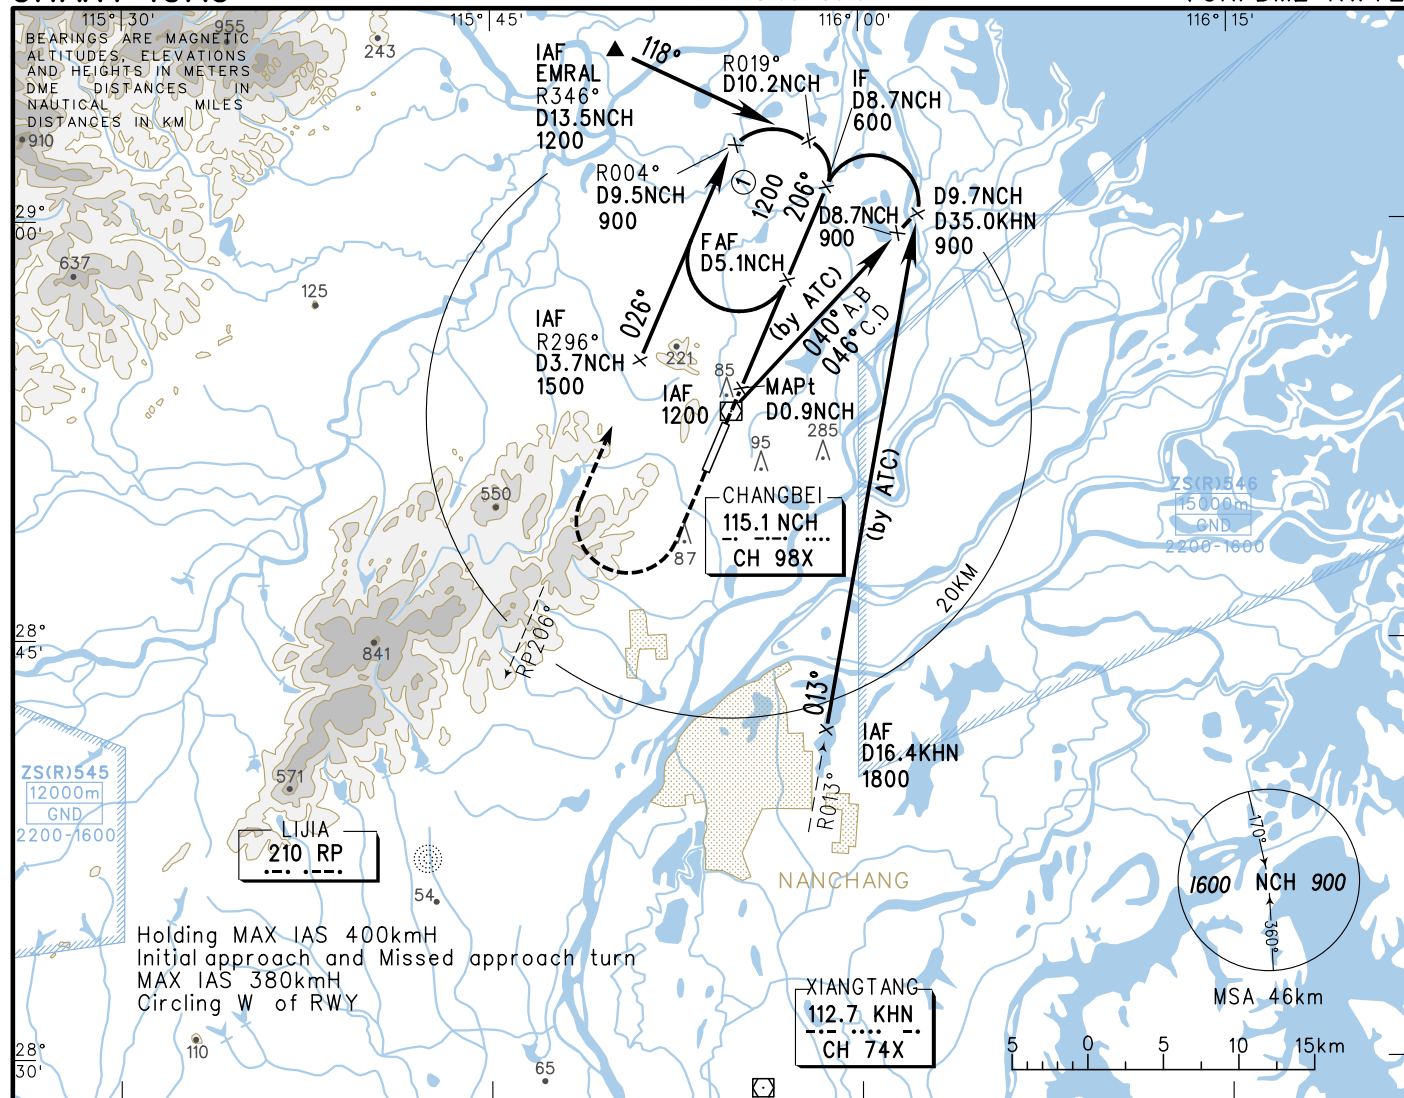 115° 30'
115° 45'
116° 00'
116° 15'
BEARINGS ARE MAGNETIC
ALTITUDES, ELEVATIONS
AND HEIGHTS IN METERS
DME DISTANCES IN
NAUTICAL MILES
DISTANCES IN KM
955
243
800
910
637
125
29°
00'
IAF
EMRAL
R346°
D13.5NCH
1200
118°
R019°
D10.2NCH
IF
D8.7NCH
600
R004°
D9.5NCH
900
1
1200
206°
D8.7NCH
900
D9.7NCH
D35.0KHN
900
FAF
D5.1NCH
026°
(by ATC)
040° A.B
046° C.D
IAF
R296°
D3.7NCH
1500
221
85
IAF
1200
MAPt
D0.9NCH
95
285
(by ATC)
550
CHANGBEI
115.1 NCH
CH 98X
87
ZS(R)546
15000m
GND
2200-1600
20KM
RP206°
28°
45'
841
013°
IAF
D16.4KHN
1800
R013°
571
ZS(R)545
12000m
GND
2200-1600
LIJIA
210 RP
54
NANCHANG
170°
1600 NCH 900
360°
MSA 46km
Holding MAX IAS 400kmH
Initial approach and Missed approach turn
MAX IAS 380kmH
Circling W of RWY
XIANGTANG
112.7 KHN
CH 74X
5 0 5 10 15km
28°
30'
110
65